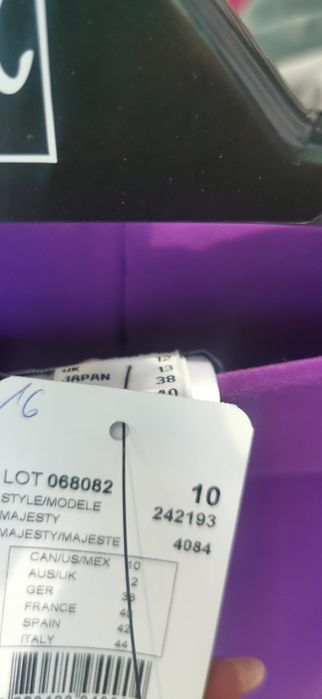 UK 13
JAPAN 38
16
LOT 068082 10
STYLE/MODELE 242193
MAJESTY
MAJESTY/MAJESTE 4084
CAN/US/MEX 10
AUS/UK 2
GER 38
FRANCE
SPAIN 42
ITALY 44